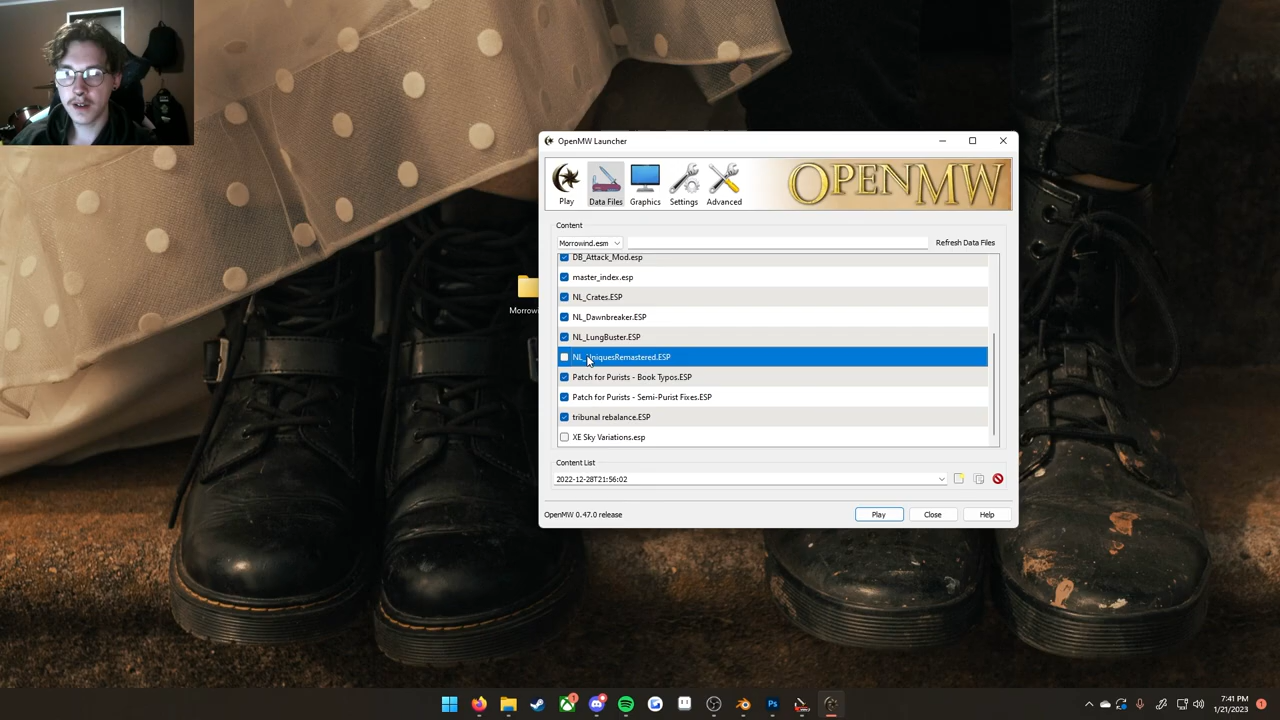 OpenMW Launcher
Play
Data Files
Graphics
Settings
Advanced
OPENMW
Content
Morrowind.esm
Refresh Data Files
DB_Attack_Mod.esp
master_index.esp
NL_Crates.ESP
NL_Dawnbreaker.ESP
NL_LungBuster.ESP
NL_UniquesRemastered.ESP
Patch for Purists - Book Typos.ESP
Patch for Purists - Semi-Purist Fixes.ESP
tribunal rebalance.ESP
XE Sky Variations.esp
Content List
2022-12-28T21:56:02
OpenMW 0.47.0 release
Play
Close
Help
Morrow
7:41 PM
1/21/2023